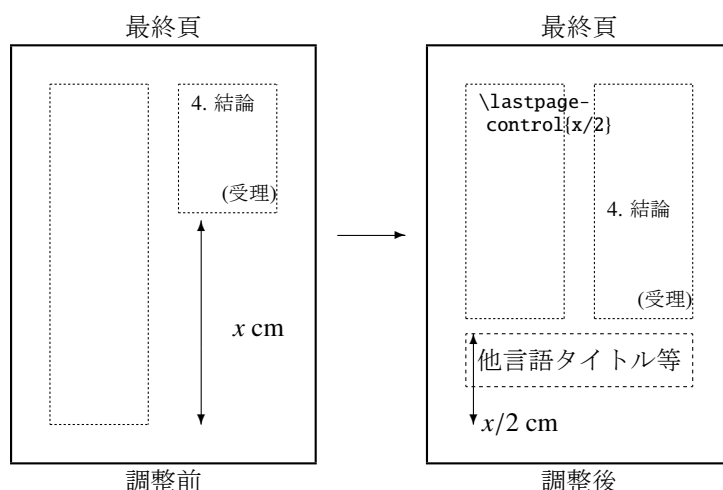 最終頁
4. 結論
(受理)
x cm
調整前
最終頁
\lastpage-
control{x/2}
4. 結論
(受理)
他言語タイトル等
x/2 cm
調整後